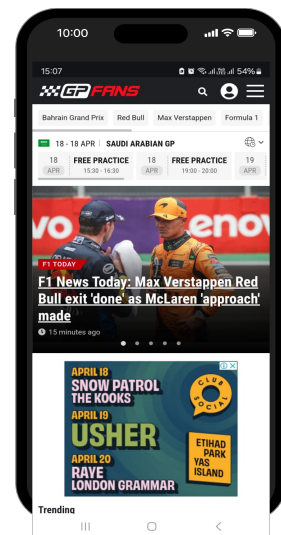 10:00
15:07
54%
GPFANS
Bahrain Grand Prix Red Bull Max Verstappen Formula 1
18 - 18 APR | SAUDI ARABIAN GP
18 APR FREE PRACTICE 15:30 - 16:30 18 APR FREE PRACTICE 19:00 - 20:00 19 APR
VO
enov
F1 TODAY
F1 News Today: Max Verstappen Red
Bull exit 'done' as McLaren 'approach'
made
15 minutes ago
APRIL 18
SNOW PATROL
THE KOOKS
APRIL 19
USHER
APRIL 20
RAYE
LONDON GRAMMAR
CLUB
SOCIAL
ETIHAD
PARK
YAS
ISLAND
Trending